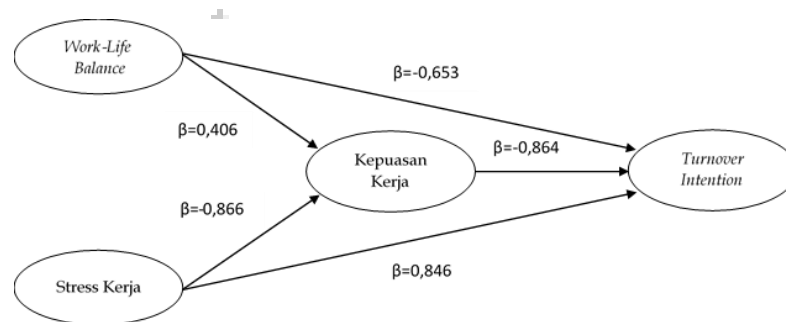 Work-Life
Balance
β=-0,653
β=0,406
Kepuasan
Kerja
β=-0,864
Turnover
Intention
β=-0,866
Stress Kerja
β=0,846